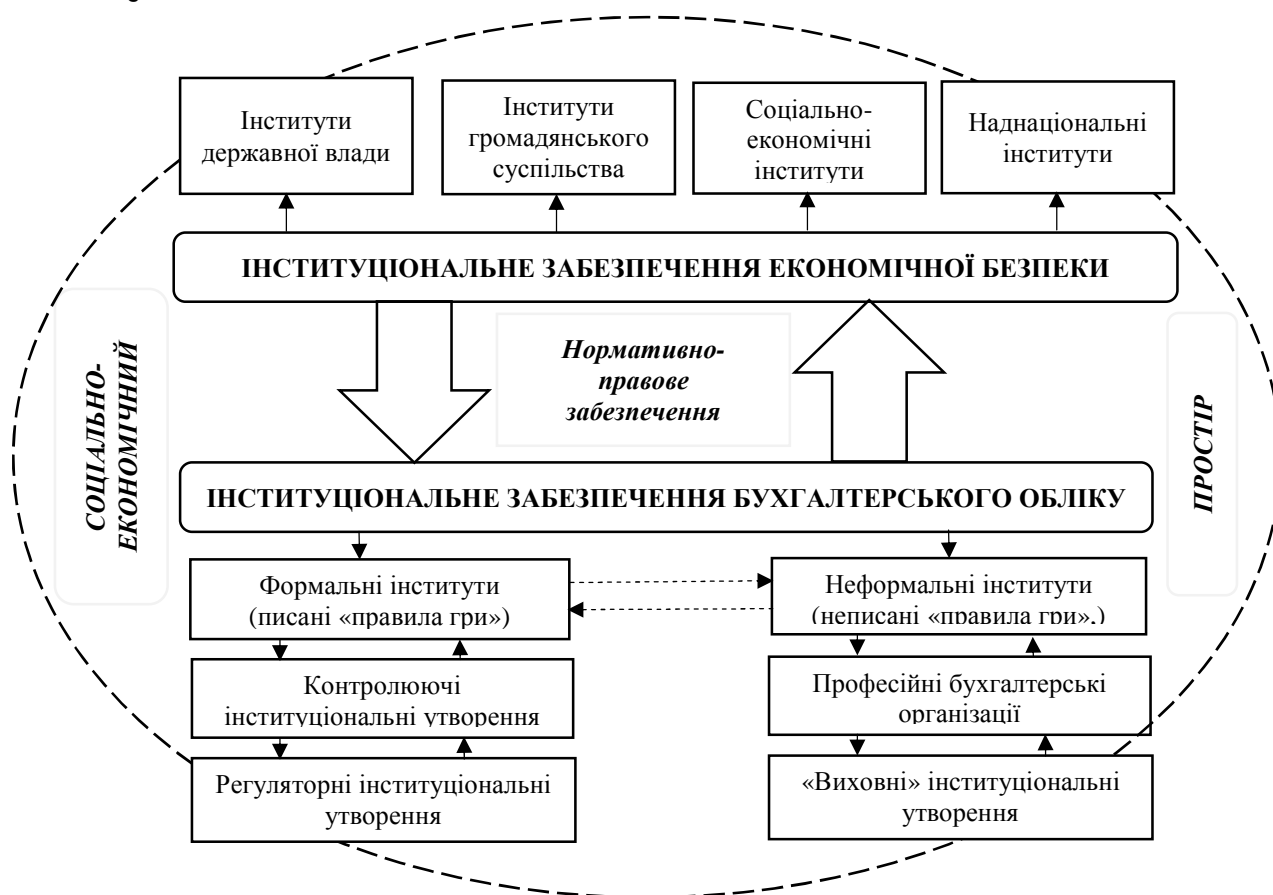 Інститути
державної влади
Інститути
громадянського
суспільства
Соціально-
економічні
інститути
Наднаціональні
інститути
ІНСТИТУЦІОНАЛЬНЕ ЗАБЕЗПЕЧЕННЯ ЕКОНОМІЧНОЇ БЕЗПЕКИ
СОЦІАЛЬНО-
ЕКОНОМІЧНИЙ
Нормативно-
правове
забезпечення
ПРОСТІР
ІНСТИТУЦІОНАЛЬНЕ ЗАБЕЗПЕЧЕННЯ БУХГАЛТЕРСЬКОГО ОБЛІКУ
Формальні інститути
(писані «правила гри»)
Неформальні інститути
(неписані «правила гри».)
Контролюючі
інституціональні утворення
Професійні бухгалтерські
організації
Регуляторні інституціональні
утворення
«Виховні» інституціональні
утворення